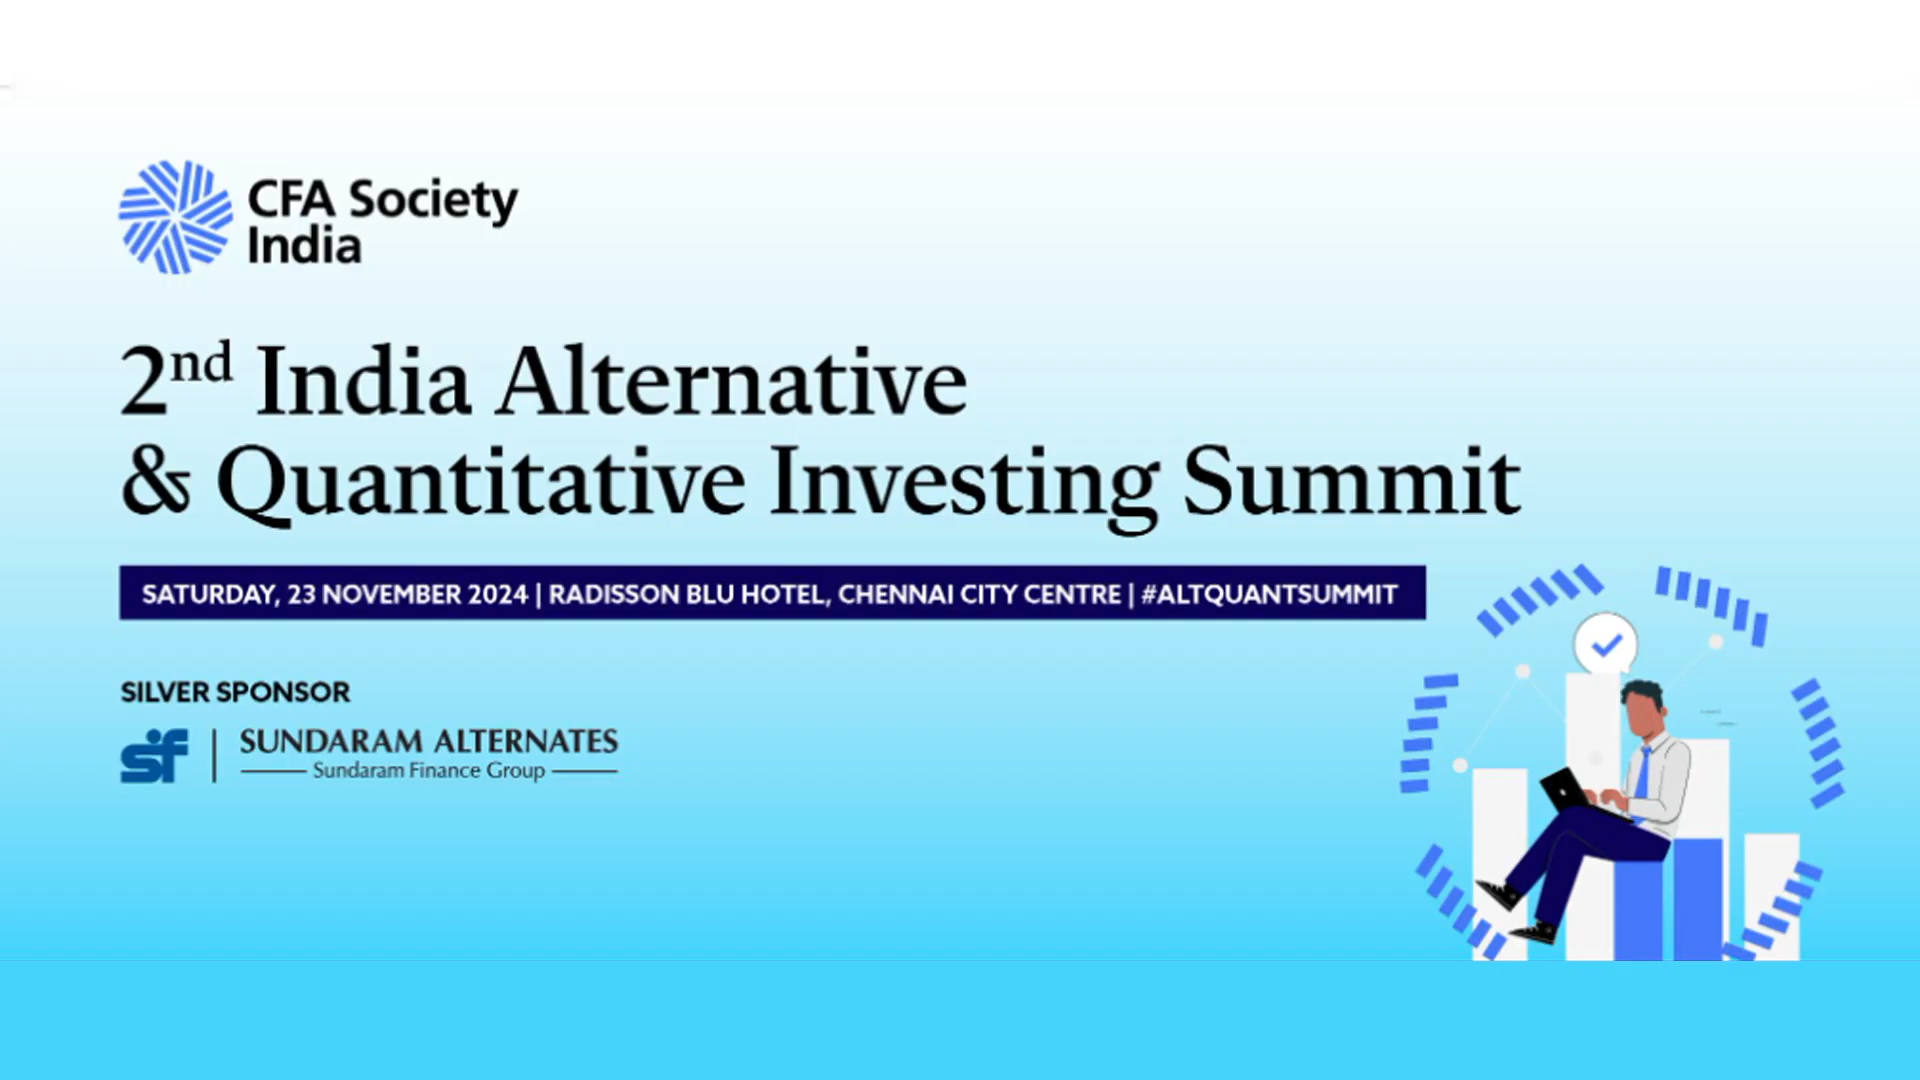 CFA Society
India
2nd India Alternative
& Quantitative Investing Summit
SATURDAY, 23 NOVEMBER 2024 | RADISSON BLU HOTEL, CHENNAI CITY CENTRE | #ALTQUANTSUMMIT
SILVER SPONSOR
sf | SUNDARAM ALTERNATES
Sundaram Finance Group